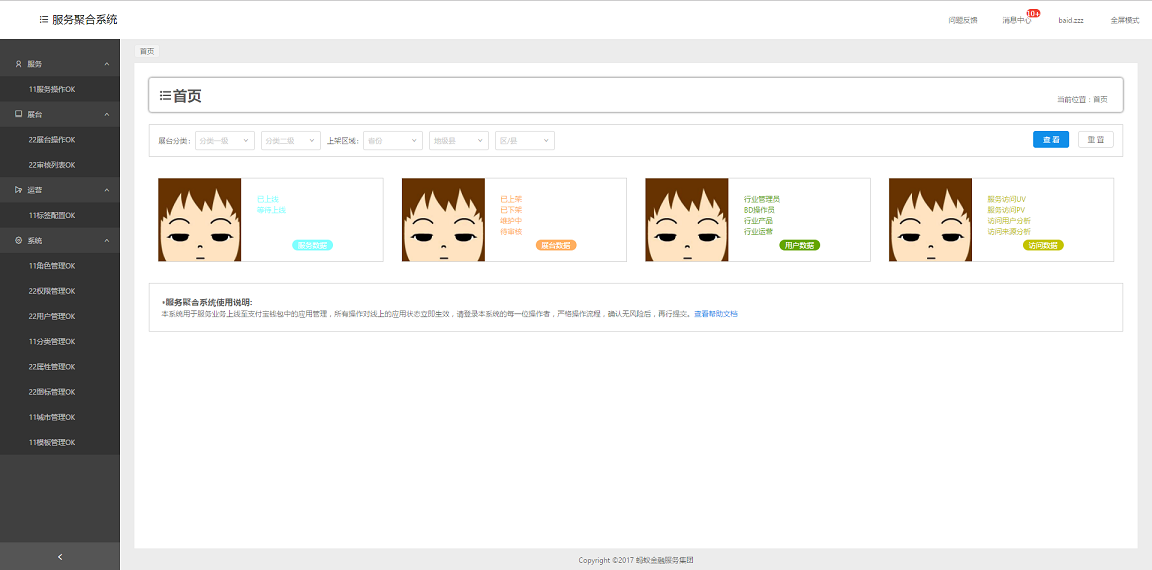 服务聚合系统
问题反馈
消息中心
10+
baid.zzz
全屏模式
服务
11服务操作OK
展台
22展台操作OK
22审核列表OK
运营
11标签配置OK
系统
11角色管理OK
22权限管理OK
22用户管理OK
11分类管理OK
22属性管理OK
22图标管理OK
11城市管理OK
11模板管理OK
首页
首页
当前位置：首页
展台分类:
分类一级
分类二级
上架区域:
省份
地级县
区/县
查 看
重 置
已上线
等待上线
服务数据
已上架
已下架
维护中
待审核
展台数据
行业管理员
BD操作员
行业产品
行业运营
用户数据
服务访问UV
服务访问PV
访问用户分析
访问来源分析
访问数据
•服务聚合系统使用说明:
本系统用于服务业务上线至支付宝钱包中的应用管理，所有操作对线上的应用状态立即生效，请登录本系统的每一位操作者，严格操作流程，确认无风险后，再行提交。查看帮助文档
Copyright ©2017 蚂蚁金融服务集团